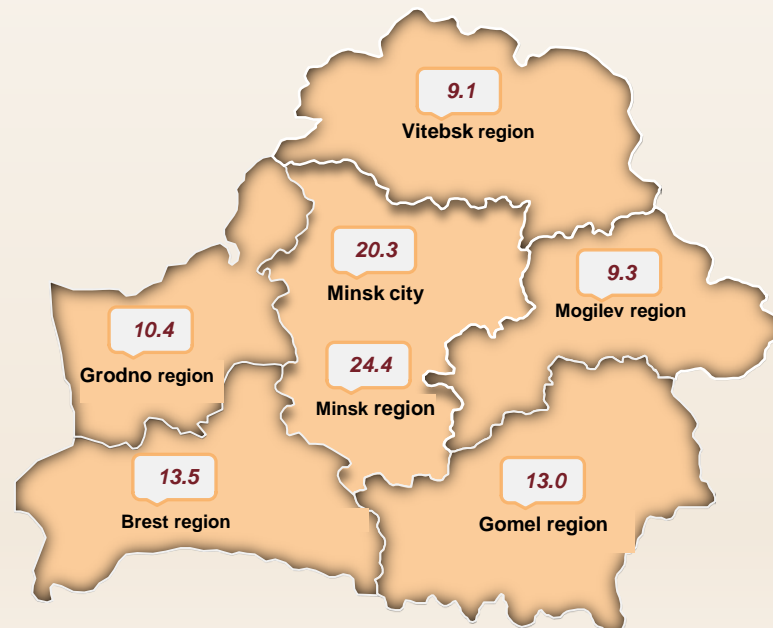 9.1
Vitebsk region
20.3
Minsk city
9.3
Mogilev region
10.4
Grodno region
24.4
Minsk region
13.5
Brest region
13.0
Gomel region